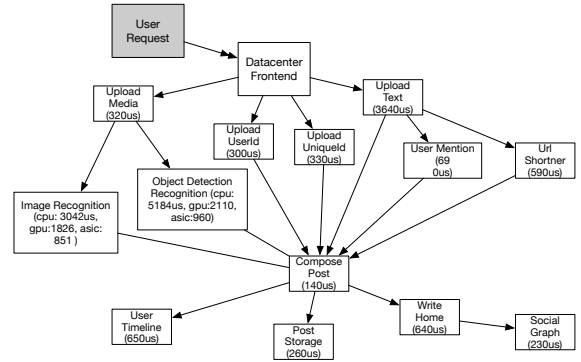 User
Request
Datacenter
Frontend
Upload
Media
(320us)
Upload
UserId
(300us)
Upload
UniqueId
(330us)
Upload
Text
(3640us)
User Mention
(69
0us)
Url
Shortner
(590us)
Image Recognition
(cpu: 3042us,
gpu:1826, asic:
851 )
Object Detection
Recognition (cpu:
5184us, gpu:2110,
asic:960)
Compose
Post
(140us)
User
Timeline
(650us)
Post
Storage
(260us)
Write
Home
(640us)
Social
Graph
(230us)